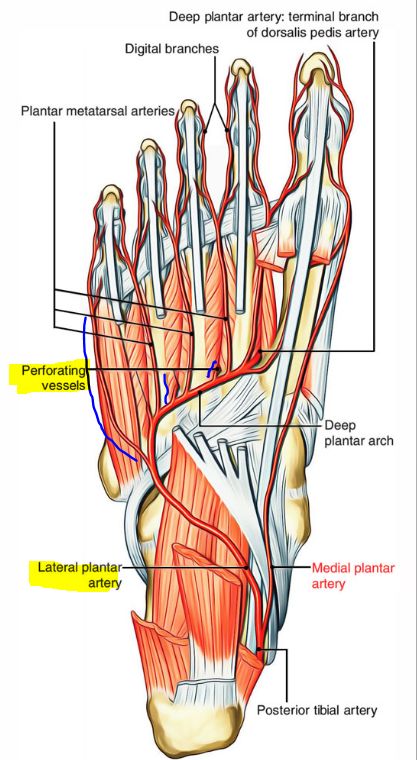 Deep plantar artery: terminal branch
of dorsalis pedis artery
Digital branches
Plantar metatarsal arteries
Perforating
vessels
Deep
plantar arch
Lateral plantar
artery
Medial plantar
artery
Posterior tibial artery